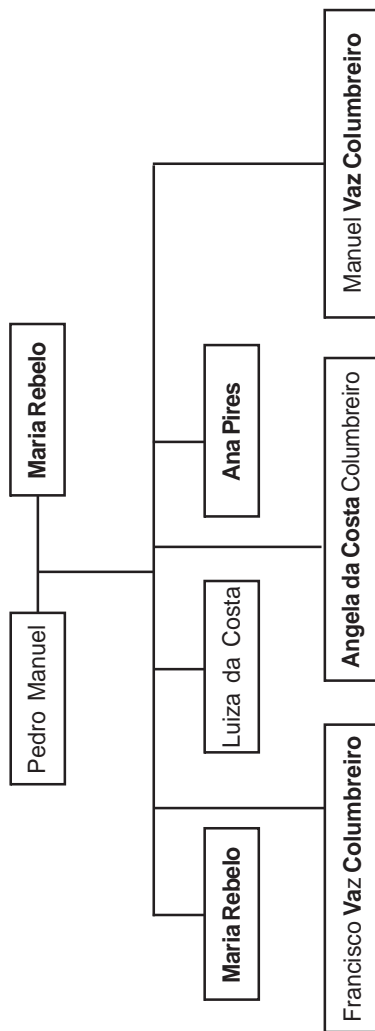 Pedro Manuel
Maria Rebelo
Maria Rebelo
Luiza da Costa
Ana Pires
Francisco Vaz Columbreiro
Angela da Costa Columbreiro
Manuel Vaz Columbreiro